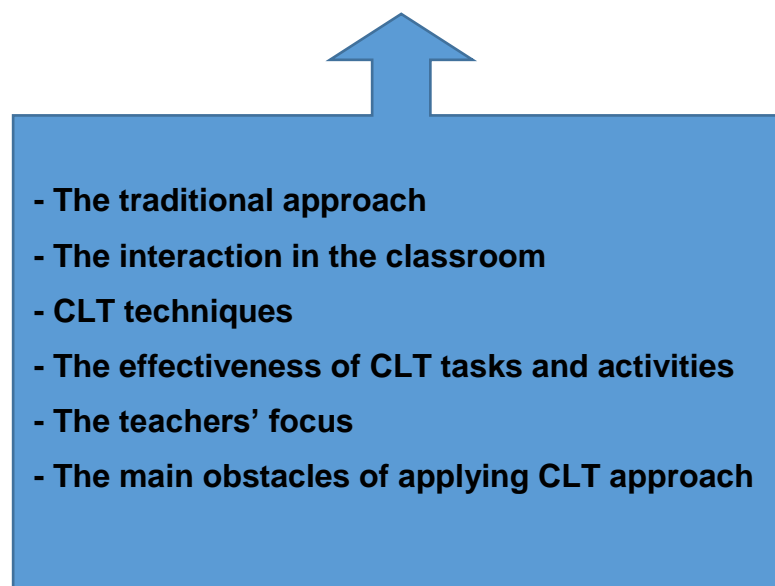 - The traditional approach
- The interaction in the classroom
- CLT techniques
- The effectiveness of CLT tasks and activities
- The teachers’ focus
- The main obstacles of applying CLT approach